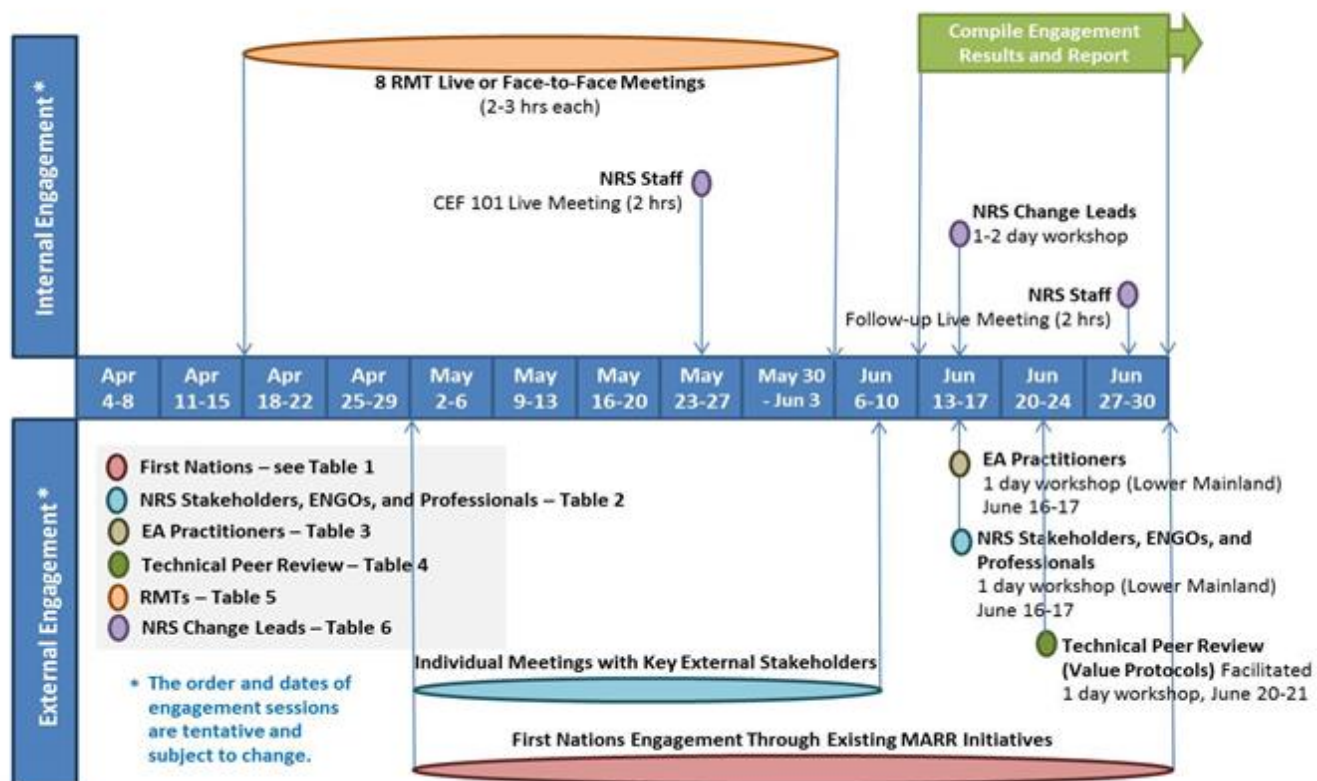 Compile Engagement
Results and Report
Internal Engagement *
8 RMT Live or Face-to-Face Meetings
(2-3 hrs each)
NRS Staff
CEF 101 Live Meeting (2 hrs)
NRS Change Leads
1-2 day workshop
NRS Staff
Follow-up Live Meeting (2 hrs)
Apr
4-8
Apr
11-15
Apr
18-22
Apr
25-29
May
2-6
May
9-13
May
16-20
May
23-27
May 30
- Jun 3
Jun
6-10
Jun
13-17
Jun
20-24
Jun
27-30
External Engagement *
First Nations – see Table 1
NRS Stakeholders, ENGOs, and Professionals – Table 2
EA Practitioners – Table 3
Technical Peer Review – Table 4
RMTs – Table 5
NRS Change Leads – Table 6
* The order and dates of
engagement sessions
are tentative and
subject to change.
EA Practitioners
1 day workshop (Lower Mainland)
June 16-17
NRS Stakeholders, ENGOs, and
Professionals
1 day workshop (Lower Mainland)
June 16-17
Technical Peer Review
(Value Protocols) Facilitated
1 day workshop, June 20-21
Individual Meetings with Key External Stakeholders
First Nations Engagement Through Existing MARR Initiatives